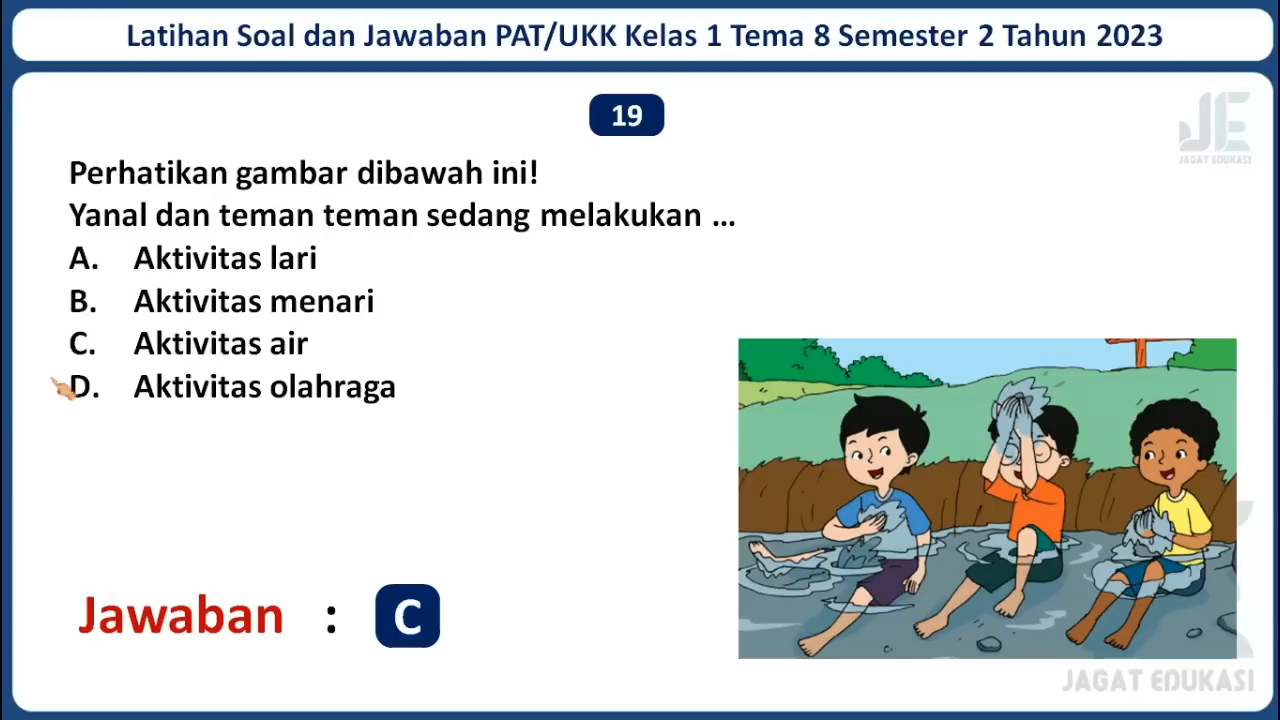 Latihan Soal dan Jawaban PAT/UKK Kelas 1 Tema 8 Semester 2 Tahun 2023
19
JE
JAGAT EDUKASI
Perhatikan gambar dibawah ini!
Yanal dan teman teman sedang melakukan ...
A. Aktivitas lari
B. Aktivitas menari
C. Aktivitas air
D. Aktivitas olahraga
Jawaban : C
JAGAT EDUKASI